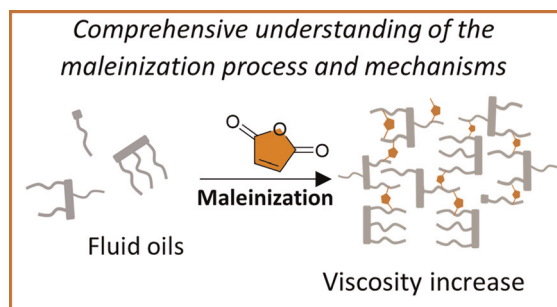 Comprehensive understanding of the
maleinization process and mechanisms
O O O
Maleinization
Fluid oils
Viscosity increase